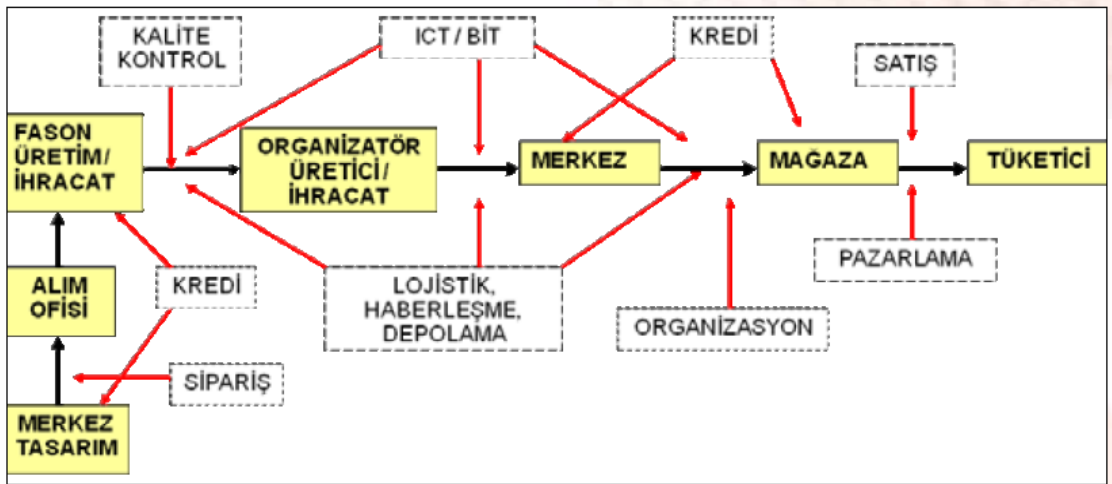 KALİTE
KONTROL
ICT / BİT
KREDİ
SATIŞ
FASON
ÜRETİM/
İHRACAT
ORGANİZATÖR
ÜRETİCİ/
İHRACAT
MERKEZ
MAĞAZA
TÜKETİCİ
ALIM
OFİSİ
KREDİ
LOJİSTİK,
HABERLEŞME,
DEPOLAMA
PAZARLAMA
ORGANİZASYON
SİPARİŞ
MERKEZ
TASARIM